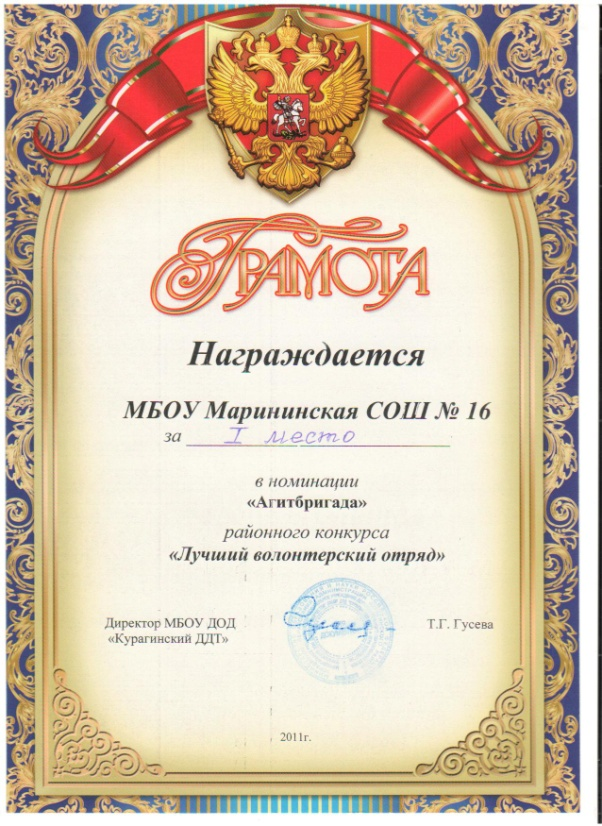 Грамота
Награждается
МБОУ Марининская СОШ № 16
за I место
в номинации
«Агитбригада»
районного конкурса
«Лучший волонтерский отряд»
Директор МБОУ ДОД
«Курагинский ДДТ»
Т.Г. Гусева
2011г.